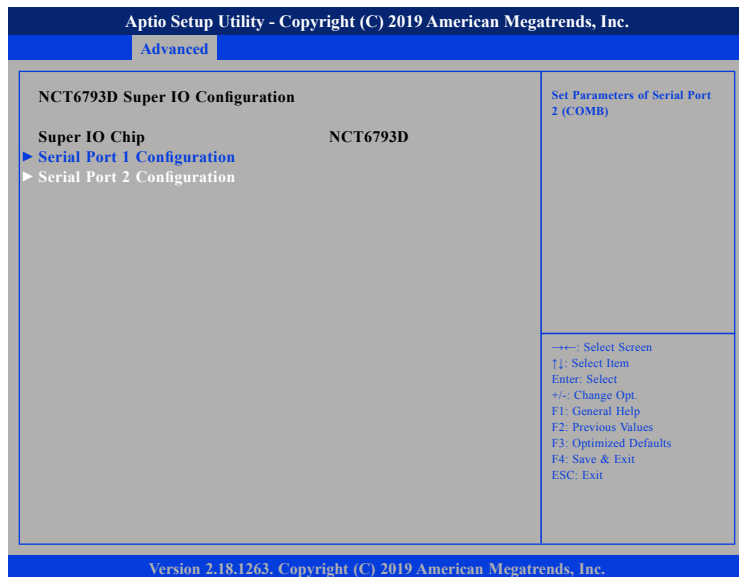 Aptio Setup Utility - Copyright (C) 2019 American Megatrends, Inc.
Advanced
NCT6793D Super IO Configuration
Super IO Chip NCT6793D
► Serial Port 1 Configuration
► Serial Port 2 Configuration
Set Parameters of Serial Port
2 (COMB)
→←: Select Screen
↑↓: Select Item
Enter: Select
+/-: Change Opt.
F1: General Help
F2: Previous Values
F3: Optimized Defaults
F4: Save & Exit
ESC: Exit
Version 2.18.1263. Copyright (C) 2019 American Megatrends, Inc.